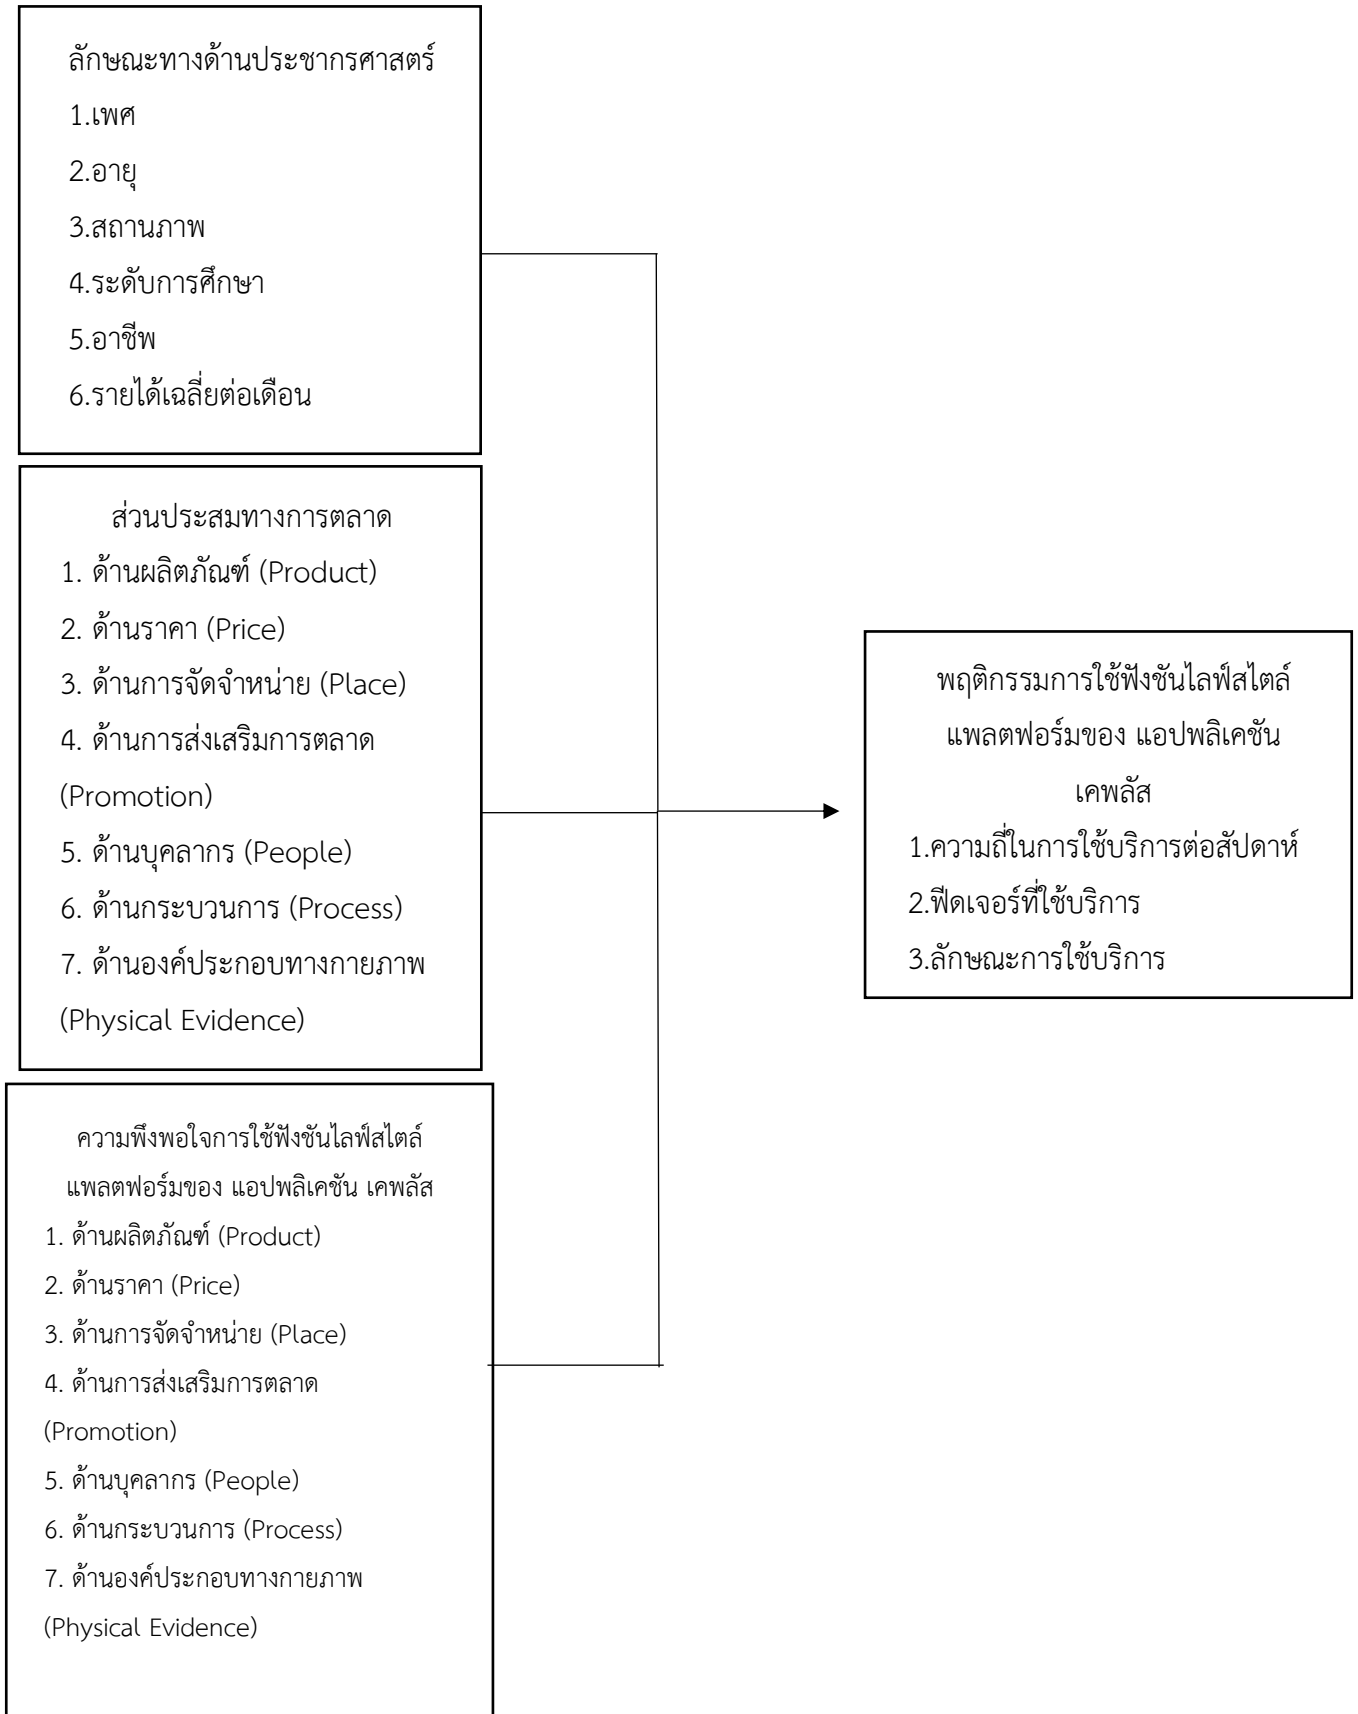 ลักษณะทางด้านประชากรศาสตร์
1.เพศ
2.อายุ
3.สถานภาพ
4.ระดับการศึกษา
5.อาชีพ
6.รายได้เฉลี่ยต่อเดือน
ส่วนประสมทางการตลาด
1. ด้านผลิตภัณฑ์ (Product)
2. ด้านราคา (Price)
3. ด้านการจัดจำหน่าย (Place)
4. ด้านการส่งเสริมการตลาด
(Promotion)
5. ด้านบุคลากร (People)
6. ด้านกระบวนการ (Process)
7. ด้านองค์ประกอบทางกายภาพ
(Physical Evidence)
ความพึงพอใจการใช้ฟังชันไลฟ์สไตล์
แพลตฟอร์มของ แอปพลิเคชัน เคพลัส
1. ด้านผลิตภัณฑ์ (Product)
2. ด้านราคา (Price)
3. ด้านการจัดจำหน่าย (Place)
4. ด้านการส่งเสริมการตลาด
(Promotion)
5. ด้านบุคลากร (People)
6. ด้านกระบวนการ (Process)
7. ด้านองค์ประกอบทางกายภาพ
(Physical Evidence)
พฤติกรรมการใช้ฟังชันไลฟ์สไตล์
แพลตฟอร์มของ แอปพลิเคชัน
เคพลัส
1.ความถี่ในการใช้บริการต่อสัปดาห์
2.ฟีดเจอร์ที่ใช้บริการ
3.ลักษณะการใช้บริการ